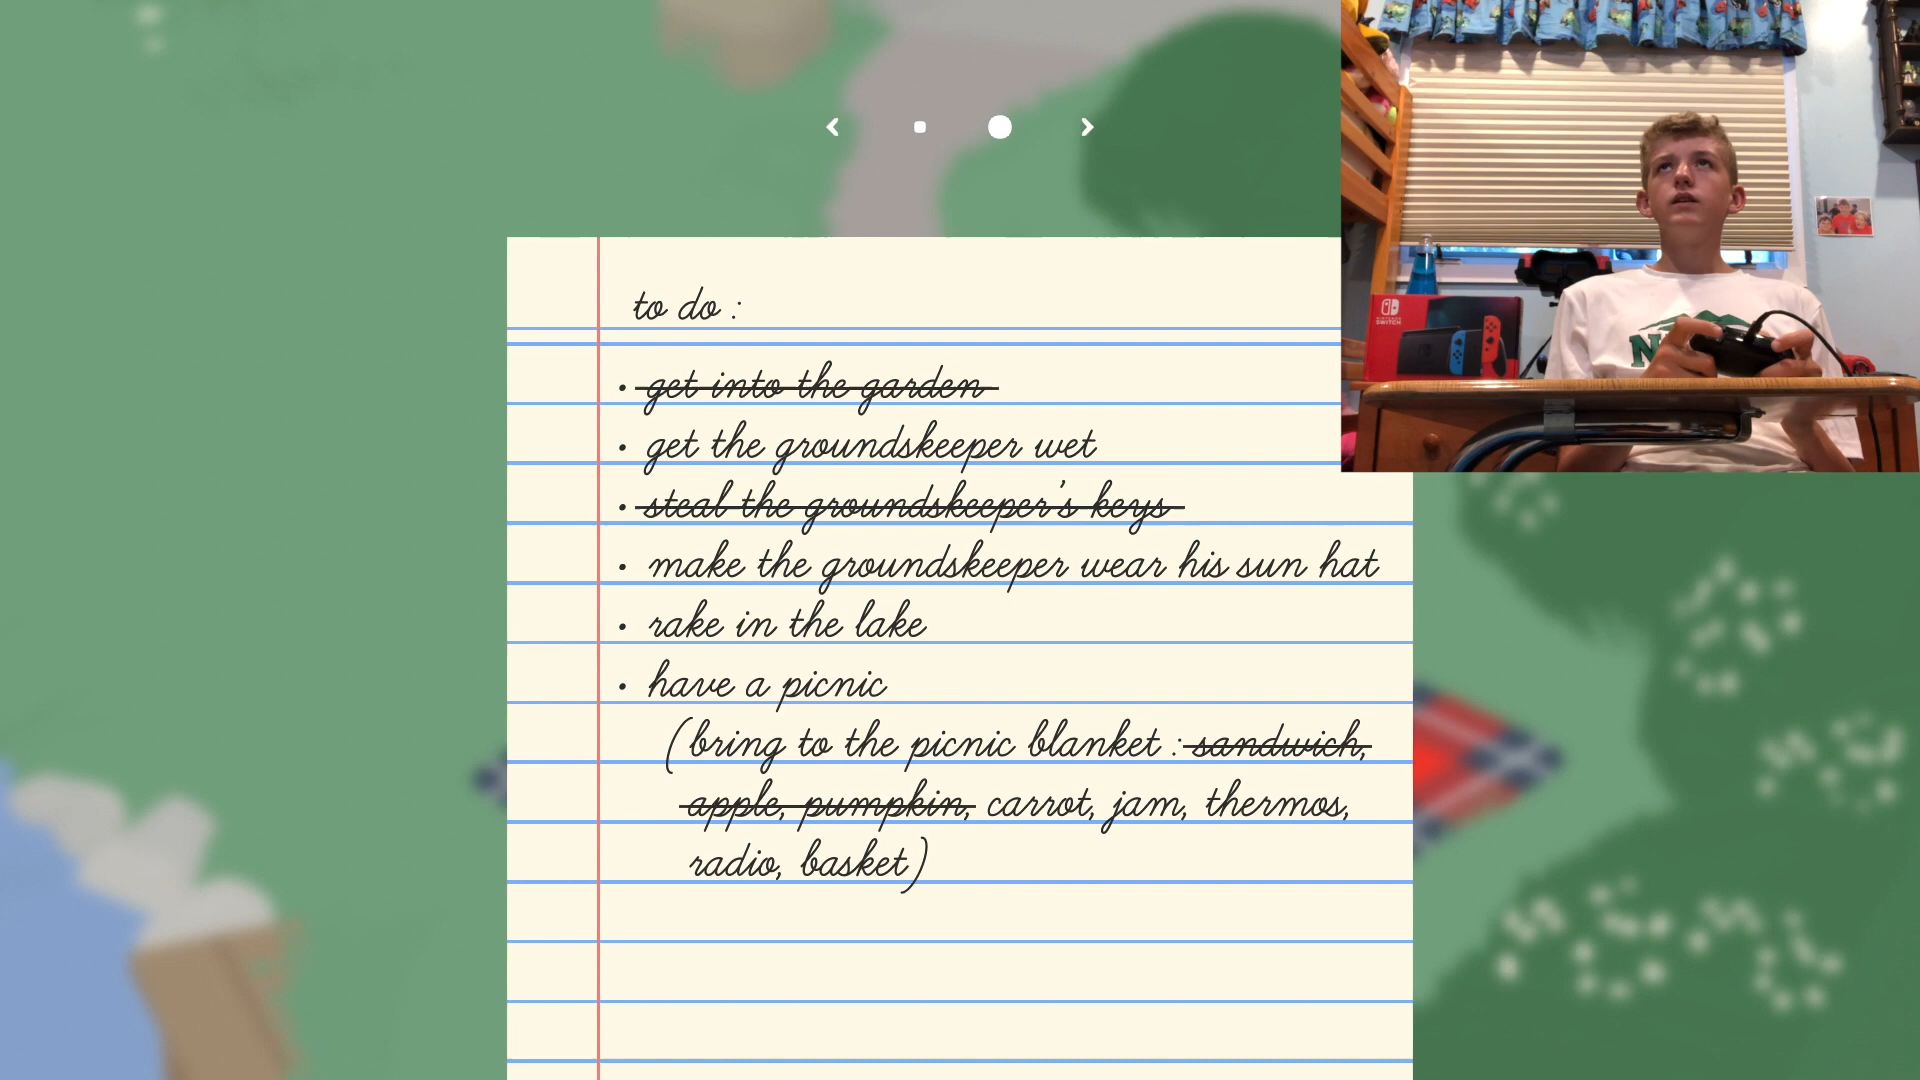 to do :
• get into the garden
• get the groundskeeper wet
• steal the groundskeeper's keys
• make the groundskeeper wear his sun hat
• rake in the lake
• have a picnic
(bring to the picnic blanket : sandwich,
apple, pumpkin, carrot, jam, thermos,
radio, basket)
NINTENDO
SWITCH